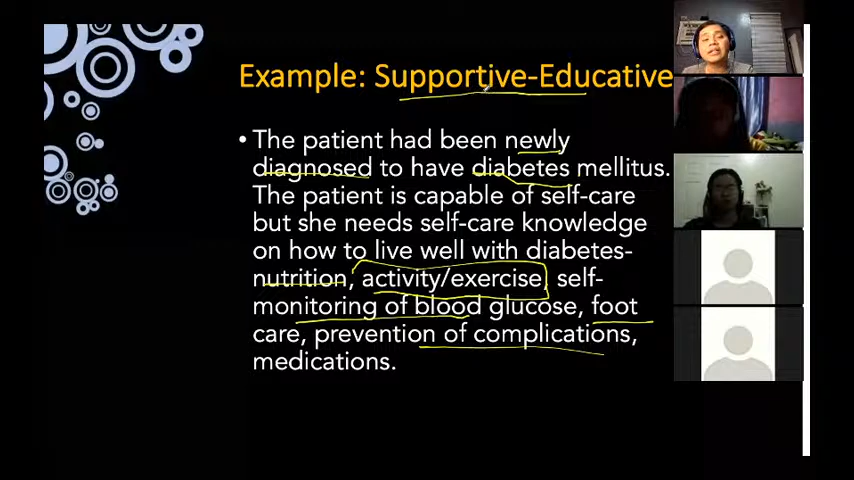 Example: Supportive-Educative
• The patient had been newly
diagnosed to have diabetes mellitus.
The patient is capable of self-care
but she needs self-care knowledge
on how to live well with diabetes-
nutrition, activity/exercise, self-
monitoring of blood glucose, foot
care, prevention of complications,
medications.